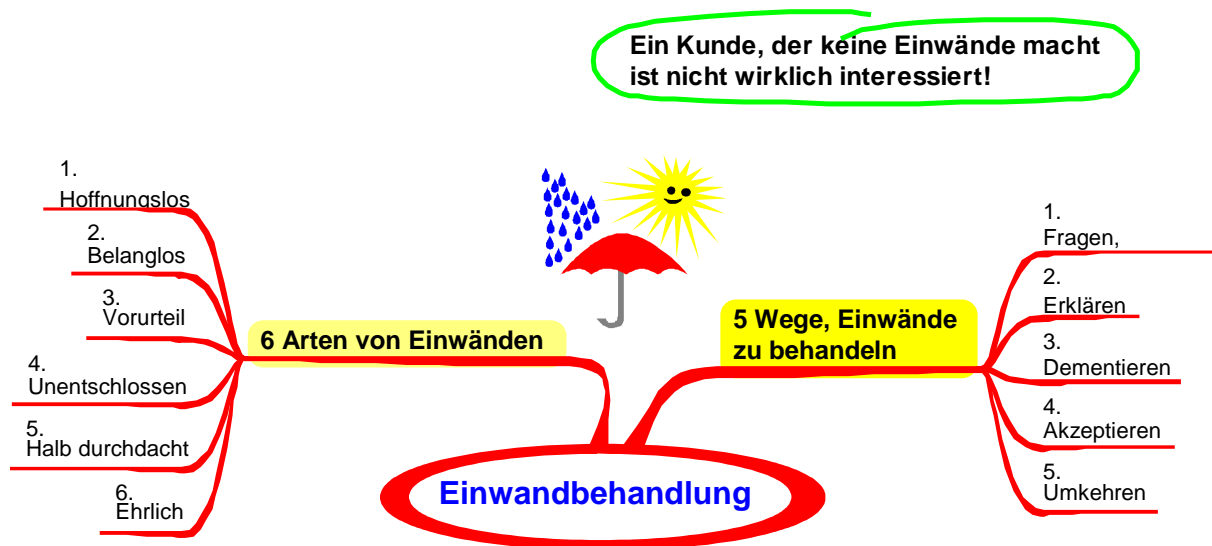 Ein Kunde, der keine Einwände macht
ist nicht wirklich interessiert!
1.
Hoffnungslos
2.
Belanglos
3.
Vorurteil
4.
Unentschlossen
5.
Halb durchdacht
6.
Ehrlich
6 Arten von Einwänden
5 Wege, Einwände
zu behandeln
1.
Fragen,
2.
Erklären
3.
Dementieren
4.
Akzeptieren
5.
Umkehren
Einwandbehandlung